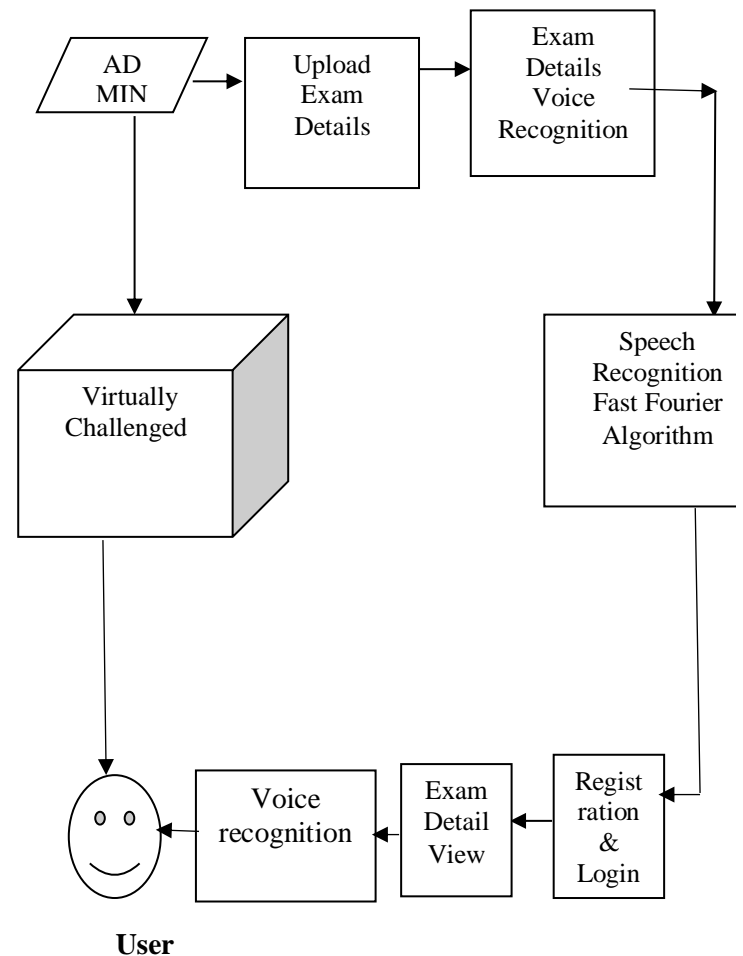 AD
MIN
Upload
Exam
Details
Exam
Details
Voice
Recognition
Virtually
Challenged
Speech
Recognition
Fast Fourier
Algorithm
Voice
recognition
Exam
Detail
View
Regist
ration
&
Login
User